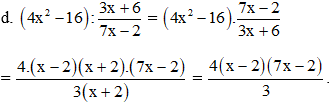 d. (4x² −16): (3x + 6)/(7x − 2) = (4x² −16).(7x − 2)/(3x + 6)
= 4.(x − 2)(x + 2).(7x − 2)/3(x + 2) = 4(x − 2)(7x − 2)/3.